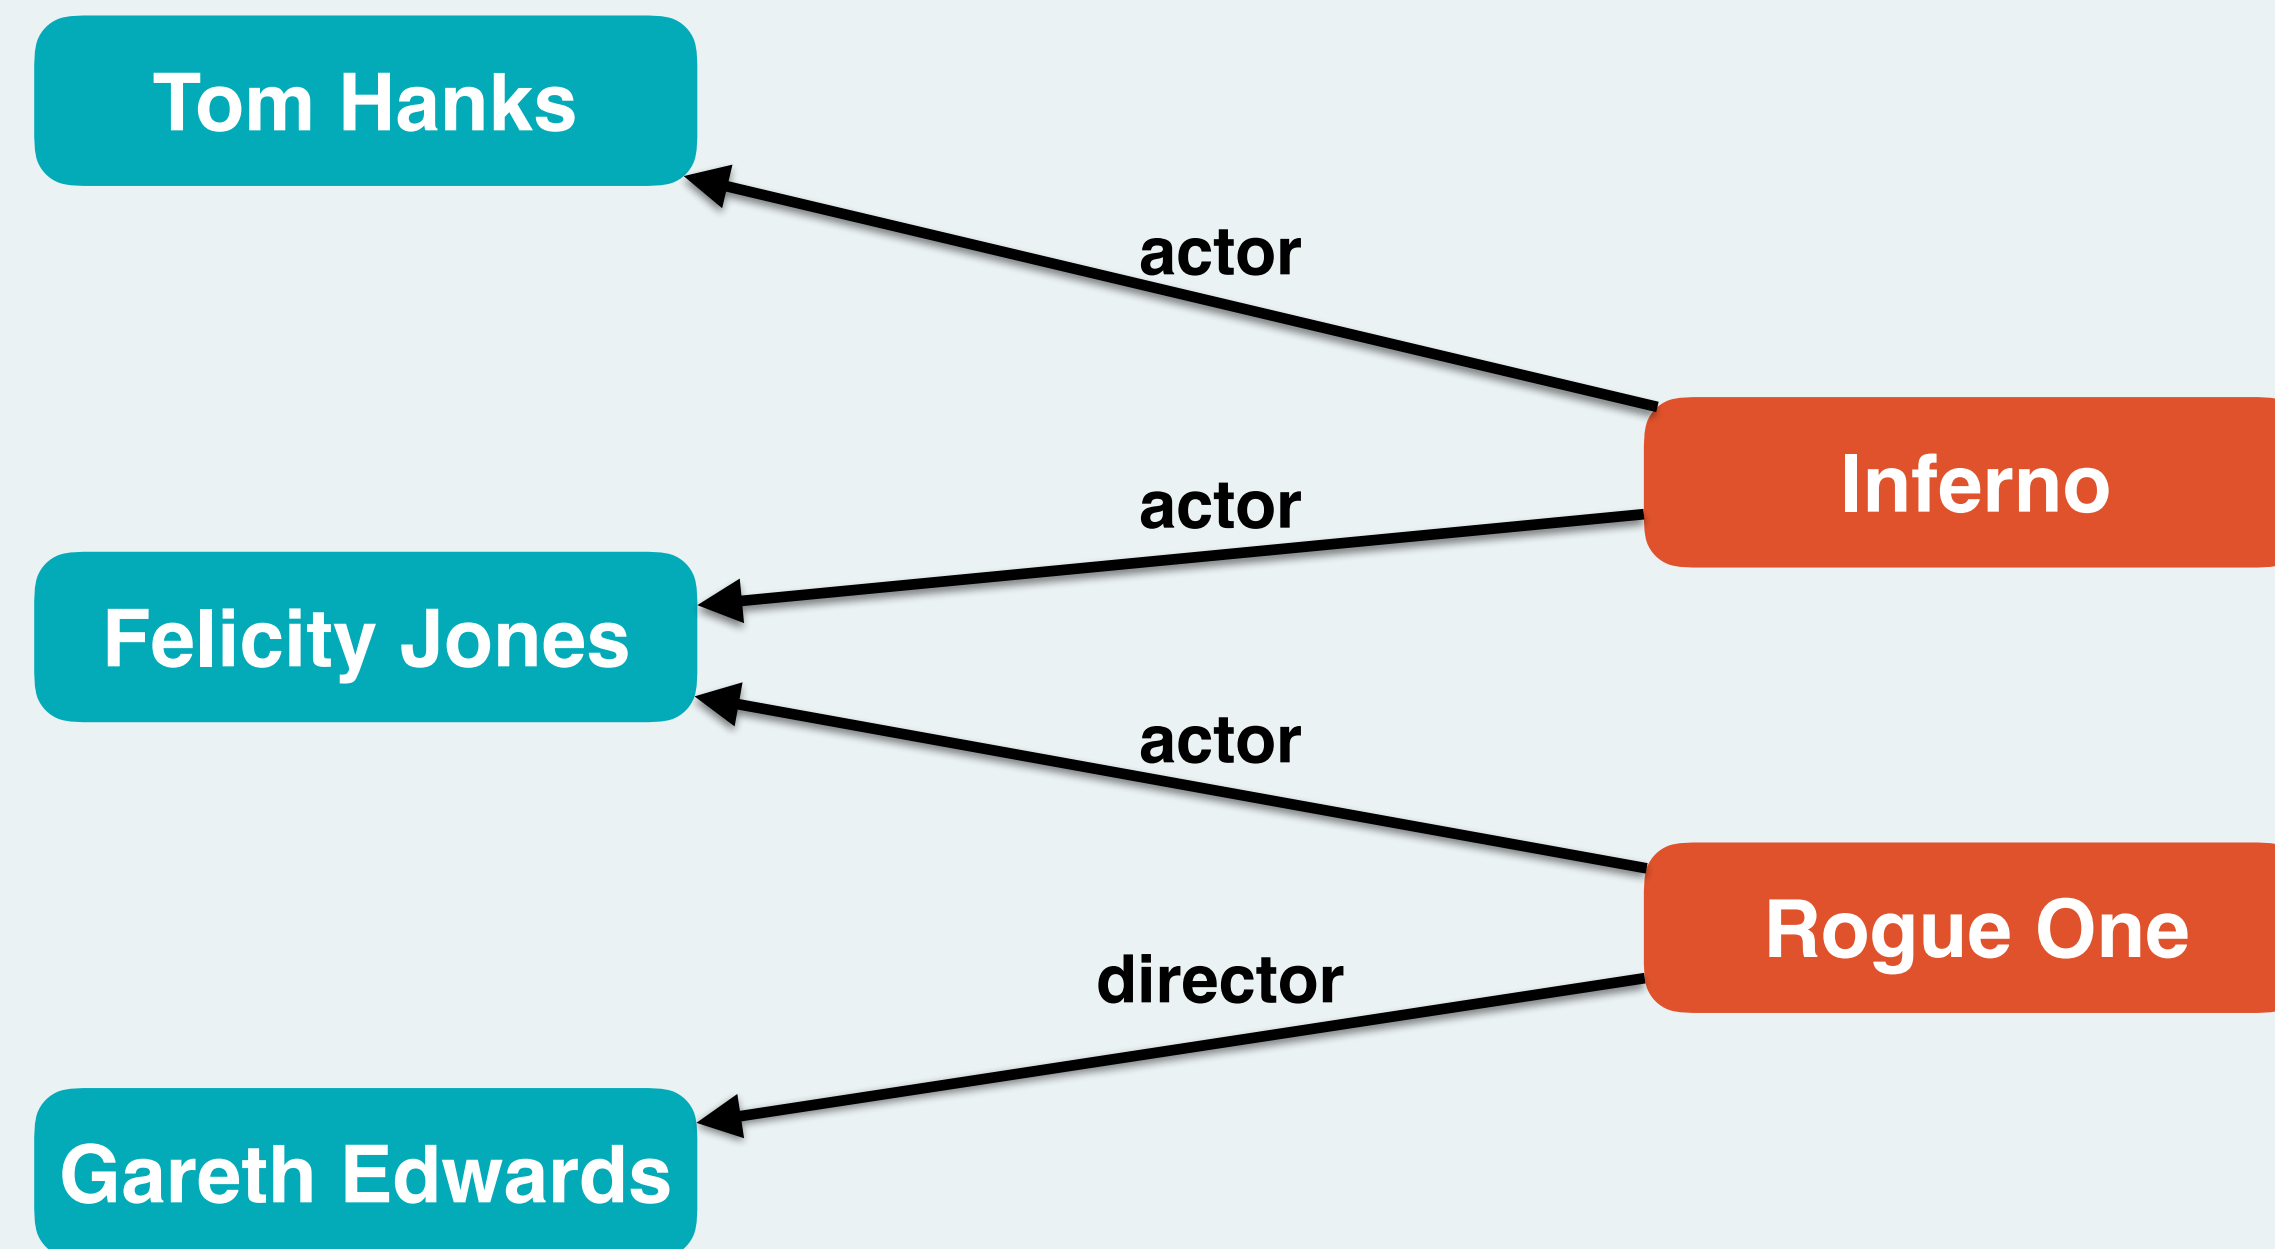 Tom Hanks
actor
Inferno
actor
Felicity Jones
actor
Rogue One
director
Gareth Edwards